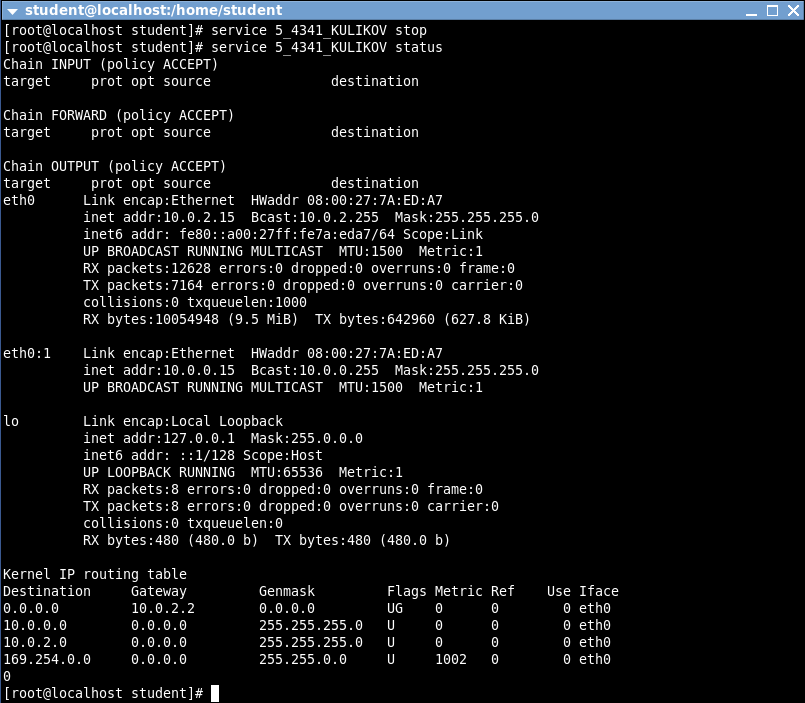 student@localhost:/home/student
[root@localhost student]# service 5_4341_KULIKOV stop
[root@localhost student]# service 5_4341_KULIKOV status
Chain INPUT (policy ACCEPT)
target     prot opt source               destination

Chain FORWARD (policy ACCEPT)
target     prot opt source               destination

Chain OUTPUT (policy ACCEPT)
target     prot opt source               destination
eth0      Link encap:Ethernet  HWaddr 08:00:27:7A:ED:A7
          inet addr:10.0.2.15  Bcast:10.0.2.255  Mask:255.255.255.0
          inet6 addr: fe80::a00:27ff:fe7a:eda7/64 Scope:Link
          UP BROADCAST RUNNING MULTICAST  MTU:1500  Metric:1
          RX packets:12628 errors:0 dropped:0 overruns:0 frame:0
          TX packets:7164 errors:0 dropped:0 overruns:0 carrier:0
          collisions:0 txqueuelen:1000
          RX bytes:10054948 (9.5 MiB)  TX bytes:642960 (627.8 KiB)

eth0:1    Link encap:Ethernet  HWaddr 08:00:27:7A:ED:A7
          inet addr:10.0.0.15  Bcast:10.0.0.255  Mask:255.255.255.0
          UP BROADCAST RUNNING MULTICAST  MTU:1500  Metric:1

lo        Link encap:Local Loopback
          inet addr:127.0.0.1  Mask:255.0.0.0
          inet6 addr: ::1/128 Scope:Host
          UP LOOPBACK RUNNING  MTU:65536  Metric:1
          RX packets:8 errors:0 dropped:0 overruns:0 frame:0
          TX packets:8 errors:0 dropped:0 overruns:0 carrier:0
          collisions:0 txqueuelen:0
          RX bytes:480 (480.0 b)  TX bytes:480 (480.0 b)

Kernel IP routing table
Destination     Gateway         Genmask         Flags Metric Ref    Use Iface
0.0.0.0         10.0.2.2        0.0.0.0         UG    0      0        0 eth0
10.0.0.0        0.0.0.0         255.255.255.0   U     0      0        0 eth0
10.0.2.0        0.0.0.0         255.255.255.0   U     0      0        0 eth0
169.254.0.0     0.0.0.0         255.255.0.0     U     1002   0        0 eth0
0
[root@localhost student]#